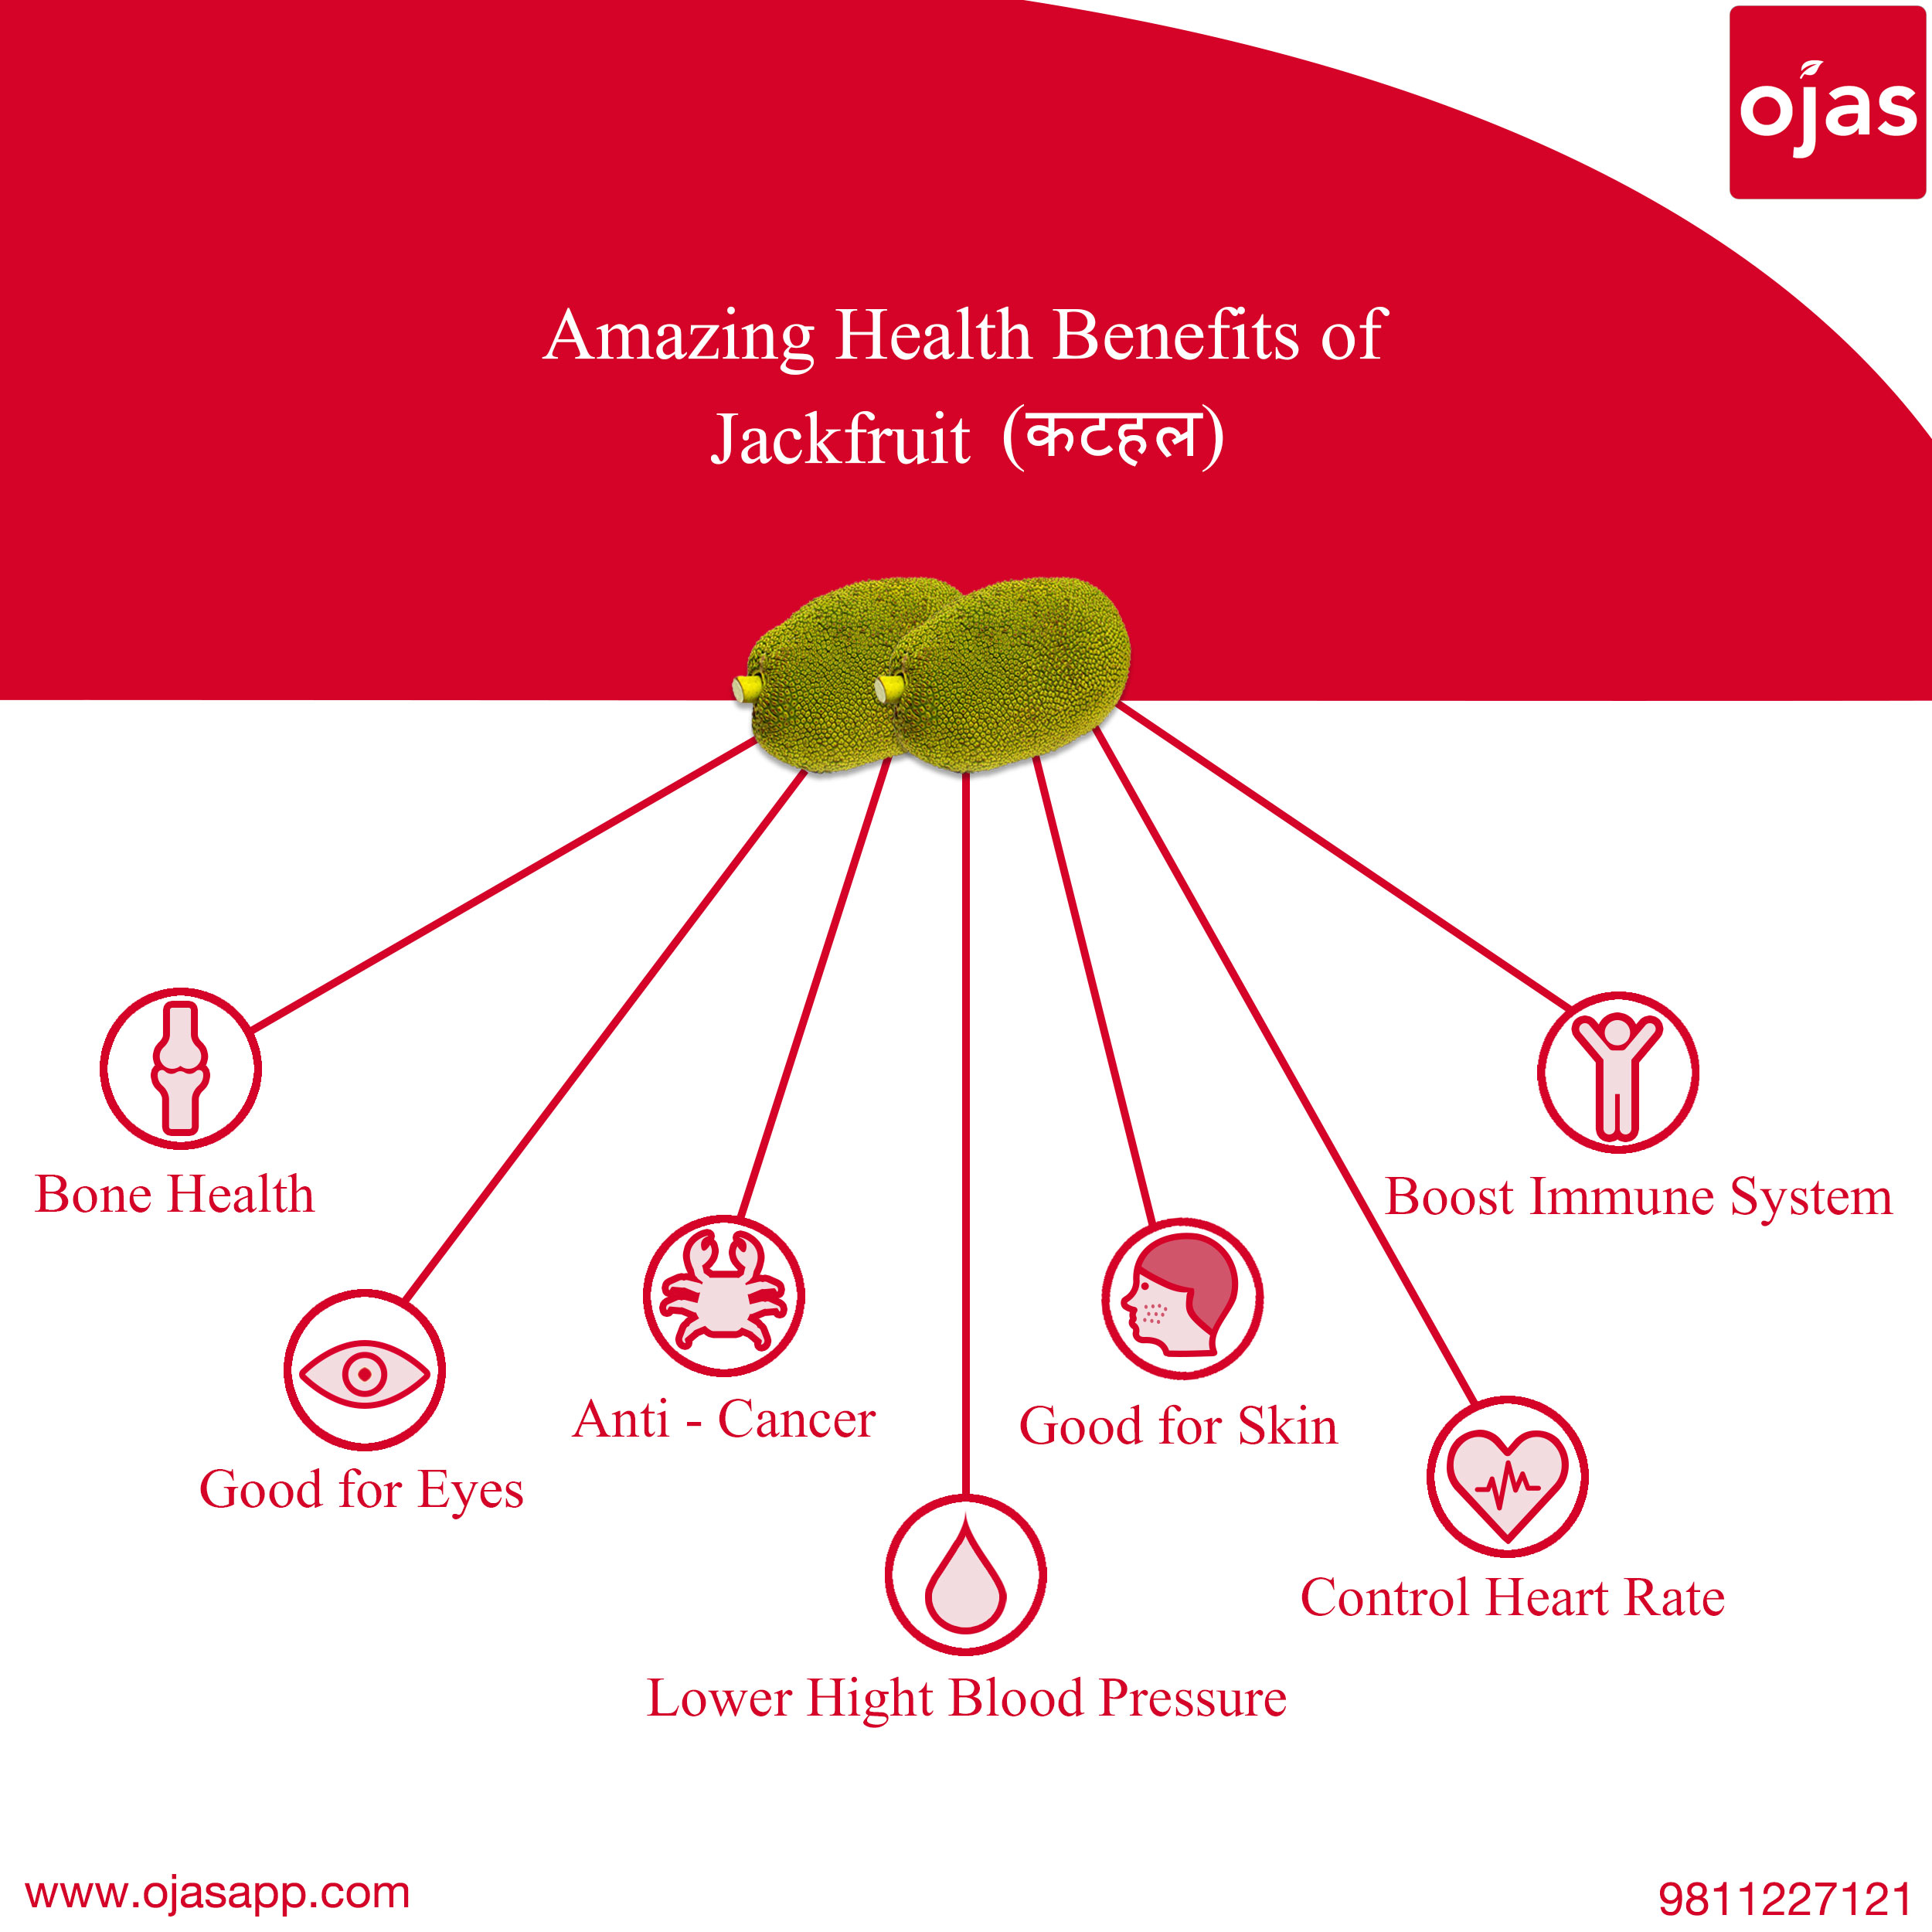 ojas
Amazing Health Benefits of
Jackfruit (कटहल)
Bone Health
Boost Immune System
Good for Eyes
Anti - Cancer
Good for Skin
Control Heart Rate
Lower Hight Blood Pressure
www.ojasapp.com
9811227121